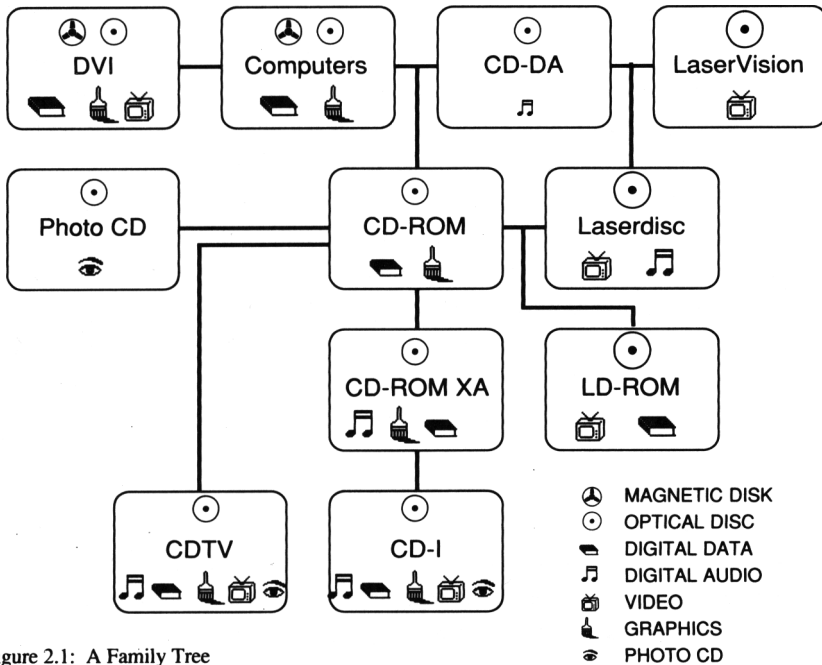 DVI
Computers
CD-DA
LaserVision
Photo CD
CD-ROM
Laserdisc
CD-ROM XA
LD-ROM
CDTV
CD-I
MAGNETIC DISK
OPTICAL DISC
DIGITAL DATA
DIGITAL AUDIO
VIDEO
GRAPHICS
PHOTO CD
igure 2.1: A Family Tree